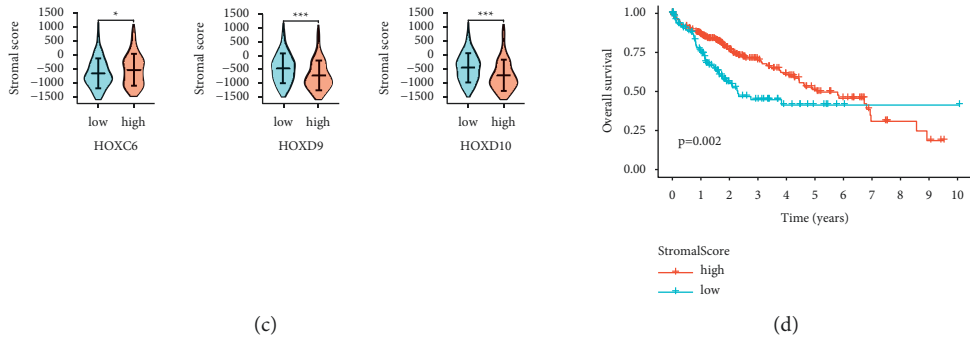 *
1500
1000
500
0
−500
−1000
−1500
Stromal score
low high
HOXC6
***
1500
1000
500
0
−500
−1000
−1500
Stromal score
low high
HOXD9
***
1500
1000
500
0
−500
−1000
−1500
Stromal score
low high
HOXD10
(c)
1.00
0.75
0.50
0.25
0.00
Overall survival
p=0.002
0 1 2 3 4 5 6 7 8 9 10
Time (years)
StromalScore
high
low
(d)